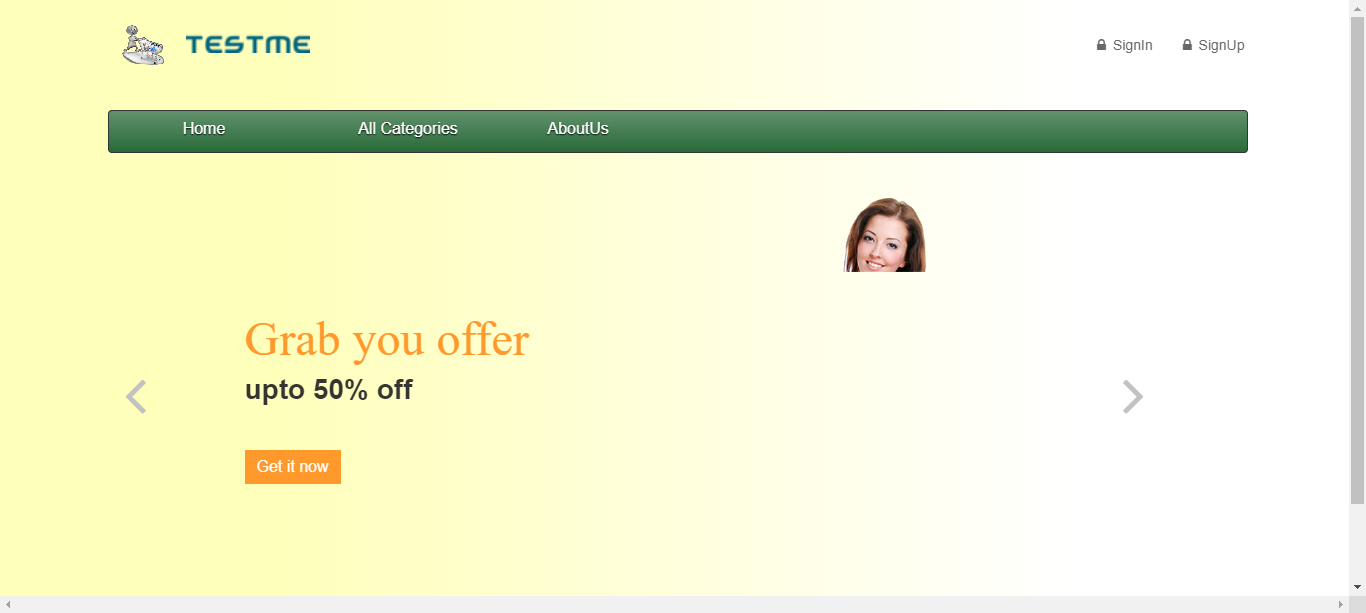 TESTME
SignIn
SignUp
Home
All Categories
AboutUs
Grab you offer
upto 50% off
Get it now